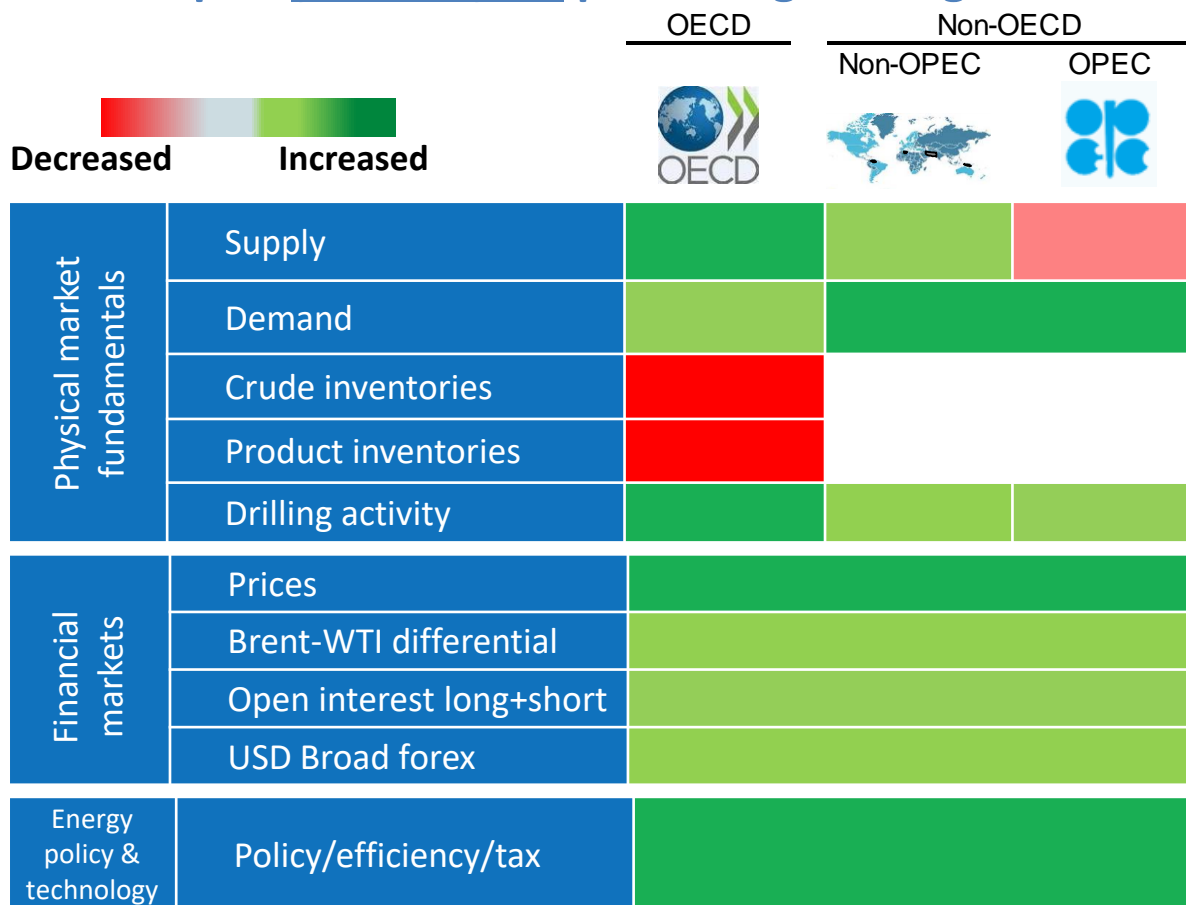 OECD Non-OECD
Non-OPEC OPEC
Decreased Increased
OECD
Physical market
fundamentals
Supply
Demand
Crude inventories
Product inventories
Drilling activity
Financial
markets
Prices
Brent-WTI differential
Open interest long+short
USD Broad forex
Energy
policy &
technology
Policy/efficiency/tax